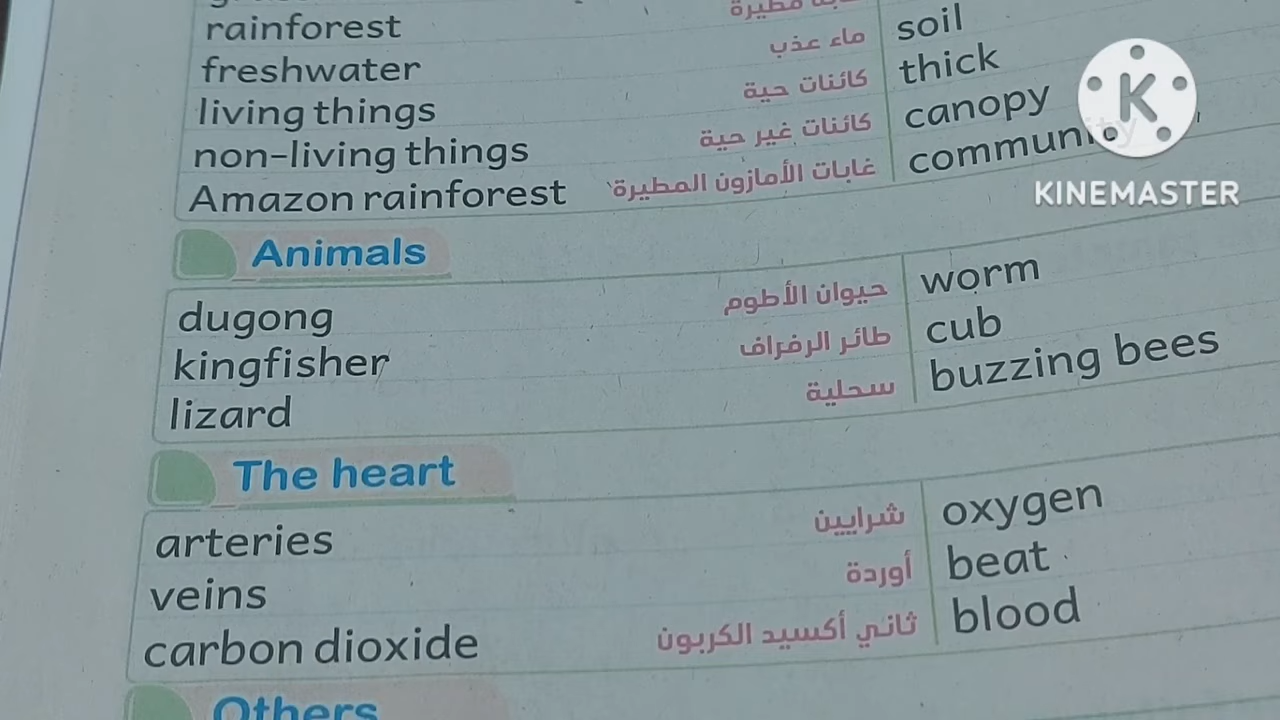 rainforest مطيرة soil
freshwater ماء عذب thick
living things كائنات حية canopy
non-living things كائنات غير حية community
Amazon rainforest غابات الأمازون المطيرة
K
KINEMASTER
Animals
dugong حيوان الأطوم worm
kingfisher طائر الرفراف cub
lizard سحلية buzzing bees
The heart
arteries شرايين oxygen
veins أوردة beat
carbon dioxide ثاني أكسيد الكربون blood
Others